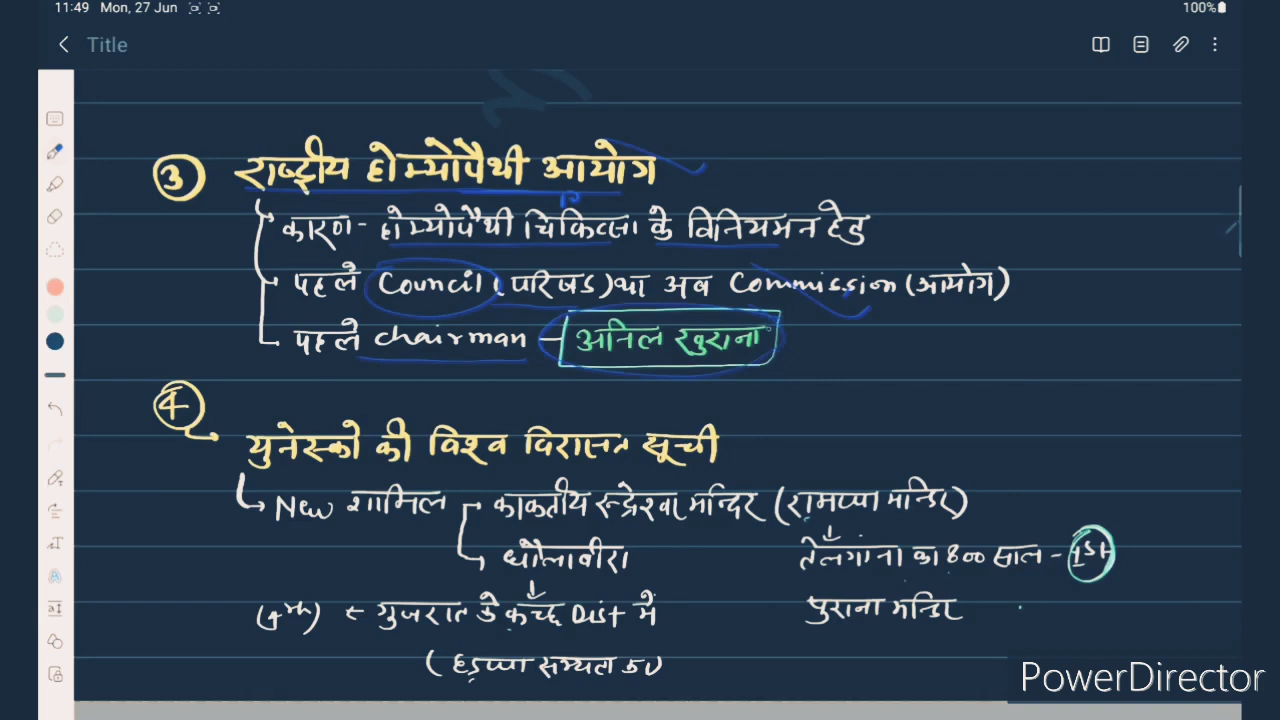 11:49 Mon, 27 Jun 100%
Title
3 राष्ट्रीय होम्योपैथी आयोग
कारण - होम्योपैथी चिकित्सा के विनियमन हेतु
पहले Council (परिषद) था अब Commission (आयोग)
पहले chairman - अनिल खुराना
4
युनेस्को की विश्व विरासत सूची
New शामिल काकतीय रुद्रेश्वर मन्दिर (रामप्पा मन्दिर)
धौलावीरा तेलंगाना का 800 साल - 1st
(4th) गुजरात के कच्छ Dist में पुराना मन्दिर
(हड़प्पा सभ्यता का)
PowerDirector